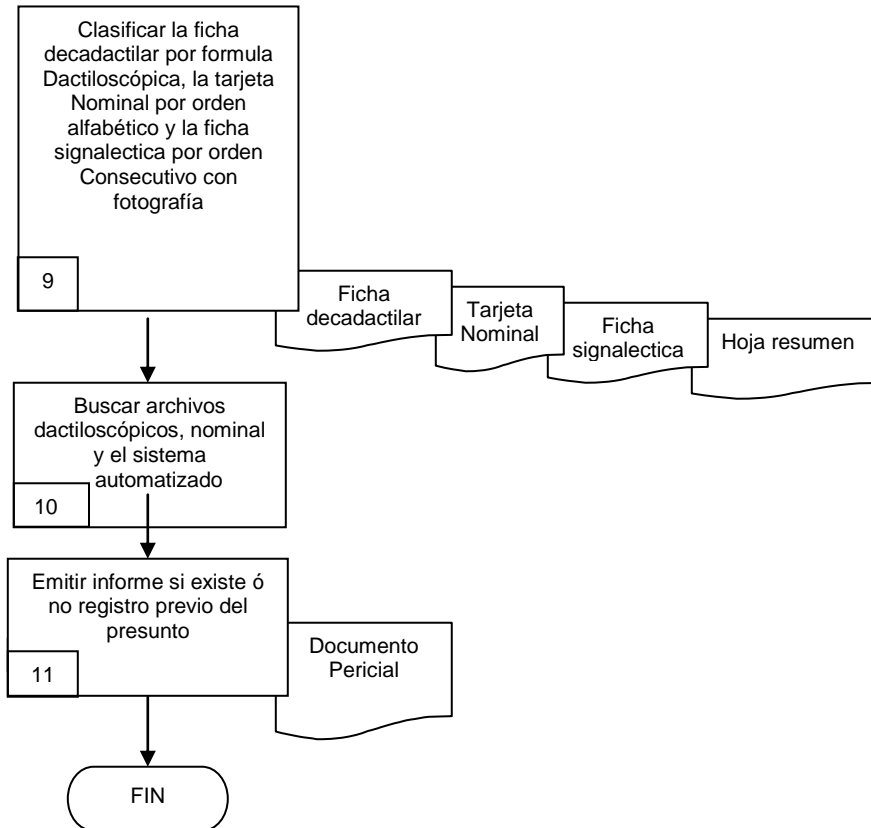 Clasificar la ficha
decadactilar por formula
Dactiloscópica, la tarjeta
Nominal por orden
alfabético y la ficha
signalectica por orden
Consecutivo con
fotografía
9
Ficha
decadactilar
Tarjeta
Nominal
Ficha
signalectica
Hoja resumen
Buscar archivos
dactiloscópicos, nominal
y el sistema
automatizado
10
Emitir informe si existe ó
no registro previo del
presunto
11
Documento
Pericial
FIN